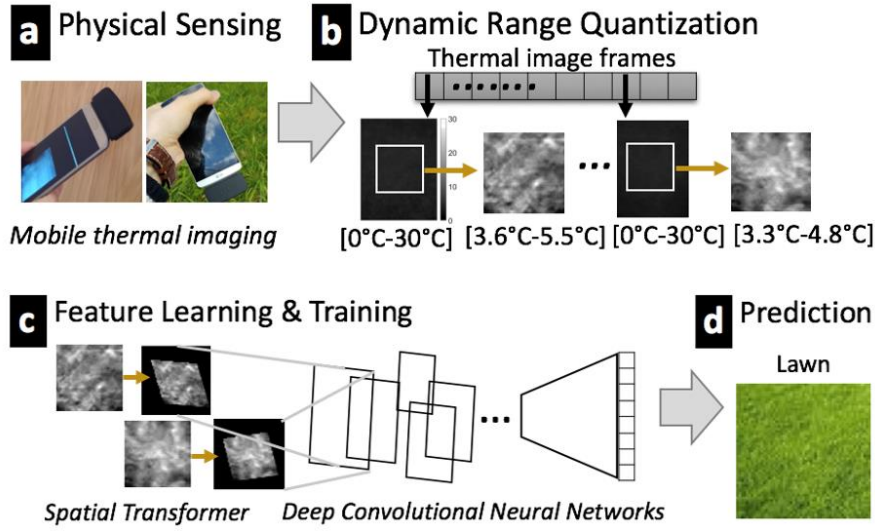 a Physical Sensing
b Dynamic Range Quantization
Thermal image frames
30
20
10
0
Mobile thermal imaging
[0°C-30°C] [3.6°C-5.5°C] [0°C-30°C] [3.3°C-4.8°C]
c Feature Learning & Training
d Prediction
Lawn
Spatial Transformer
Deep Convolutional Neural Networks